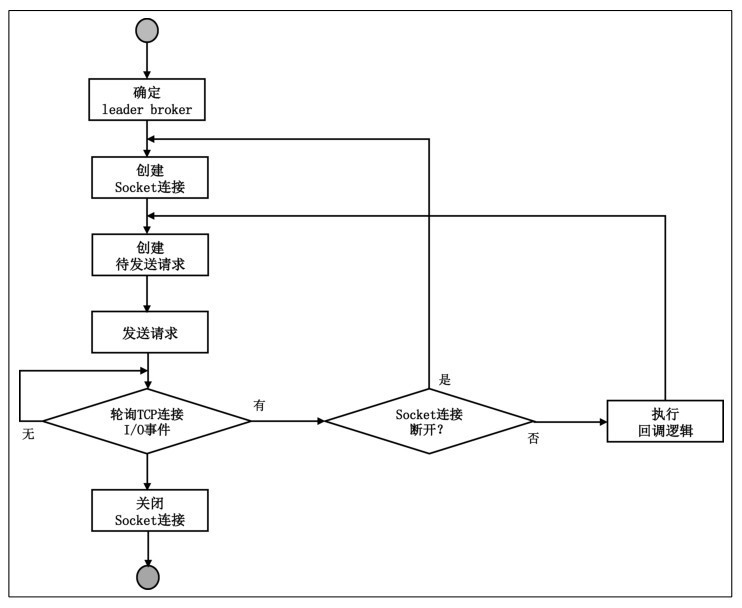 确定
leader broker
创建
Socket连接
创建
待发送请求
发送请求
是
轮询TCP连接
I/O事件
有
无
Socket连接
断开?
否
执行
回调逻辑
关闭
Socket连接